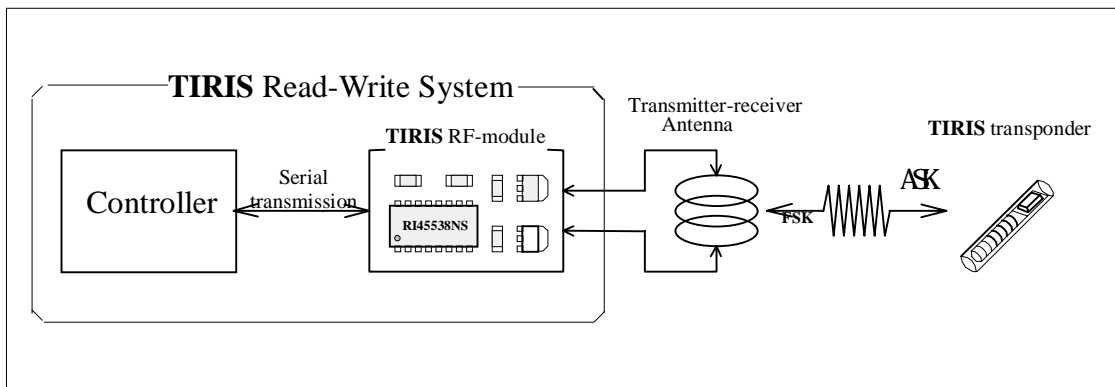 TIRIS Read-Write System
Transmitter-receiver
Antenna
TIRIS RF-module
TIRIS transponder
Controller
Serial
transmission
RI45538NS
FSK
ASK